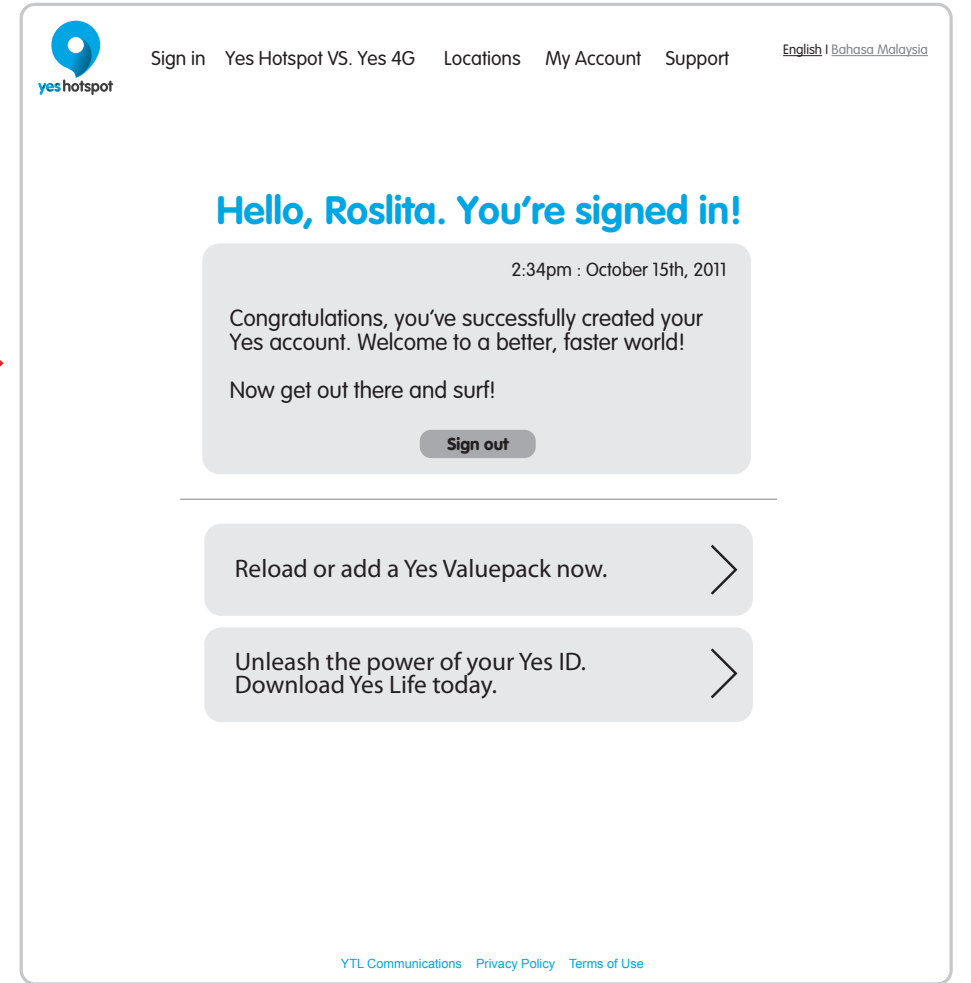 yeshotspot
Sign in Yes Hotspot VS. Yes 4G Locations My Account Support
English | Bahasa Malaysia
Hello, Roslita. You're signed in!
2:34pm : October 15th, 2011
Congratulations, you've successfully created your
Yes account. Welcome to a better, faster world!
Now get out there and surf!
Sign out
Reload or add a Yes Valuepack now.
Unleash the power of your Yes ID.
Download Yes Life today.
YTL Communications Privacy Policy Terms of Use